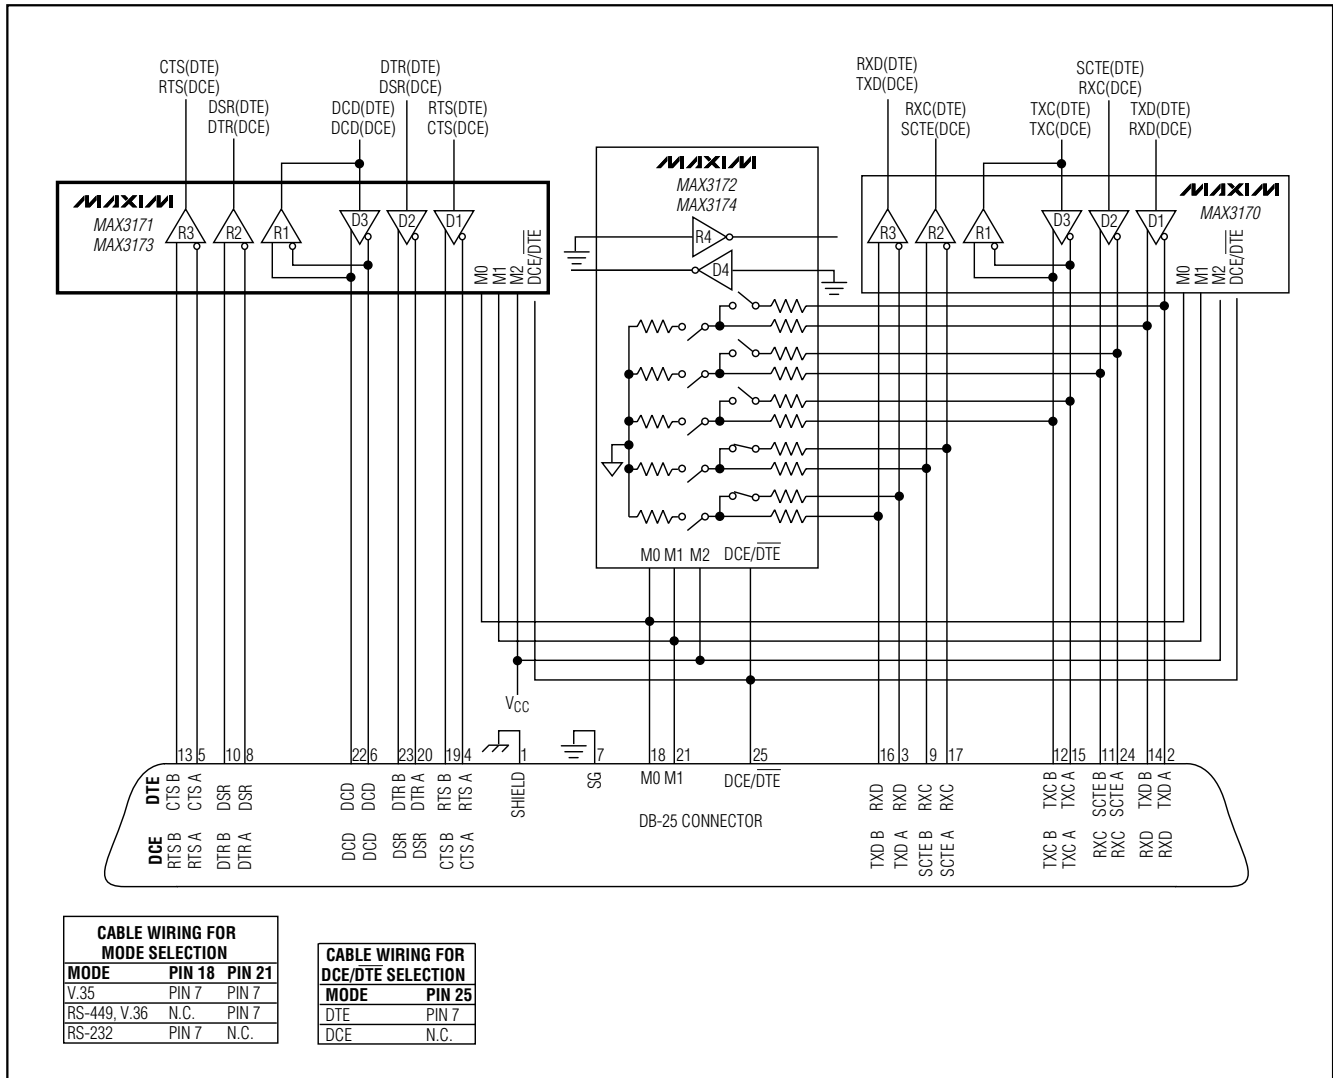 CTS(DTE)
RTS(DCE)
DSR(DTE)
DTR(DCE)
DCD(DTE)
DCD(DCE)
DTR(DTE)
DSR(DCE)
RTS(DTE)
CTS(DCE)
RXD(DTE)
TXD(DCE)
RXC(DTE)
SCTE(DCE)
TXC(DTE)
TXC(DCE)
SCTE(DTE)
RXC(DCE)
TXD(DTE)
RXD(DCE)
MAXIM
MAX3171
MAX3173
R3
R2
R1
D3
D2
D1
M0
M1
M2
DCE/DTE
MAXIM
MAX3172
MAX3174
R4
D4
M0 M1 M2 DCE/DTE
MAXIM
MAX3170
R3
R2
R1
D3
D2
D1
M0
M1
M2
DCE/DTE
VCC
13 5 10 8 22 6 23 20 19 4 1 7 18 21 25 16 3 9 17 12 15 11 24 14 2
DTE
CTS B
CTS A
DSR
DSR
DCD
DCD
DTR B
DTR A
RTS B
RTS A
SHIELD
SG
M0 M1
DCE/DTE
RXD
RXD
RXC
RXC
TXC B
TXC A
SCTE B
SCTE A
TXD B
TXD A
DB-25 CONNECTOR
DCE
RTS B
RTS A
DTR B
DTR A
DCD
DCD
DSR
DSR
CTS B
CTS A
TXD B
TXD A
SCTE B
SCTE A
TXC B
TXC A
RXC
RXC
RXD
RXD
CABLE WIRING FOR
MODE SELECTION
MODE PIN 18 PIN 21
V.35 PIN 7 PIN 7
RS-449, V.36 N.C. PIN 7
RS-232 PIN 7 N.C.
CABLE WIRING FOR
DCE/DTE SELECTION
MODE PIN 25
DTE PIN 7
DCE N.C.